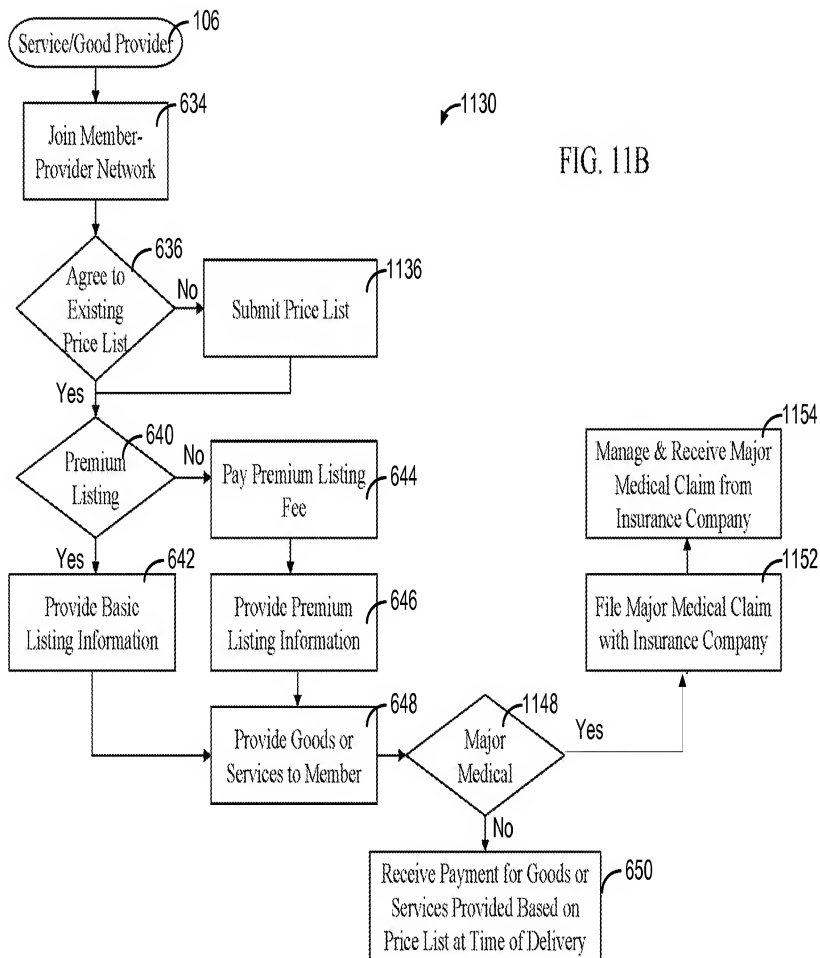 Service/Good Provider
106
634
Join Member-
Provider Network
1130
FIG. 11B
636
Agree to
Existing
Price List
No
1136
Submit Price List
Yes
640
Premium
Listing
No
Pay Premium Listing
Fee
644
1154
Manage & Receive Major
Medical Claim from
Insurance Company
Yes
642
Provide Basic
Listing Information
646
Provide Premium
Listing Information
1152
File Major Medical Claim
with Insurance Company
648
Provide Goods or
Services to Member
1148
Major
Medical
Yes
No
650
Receive Payment for Goods or
Services Provided Based on
Price List at Time of Delivery